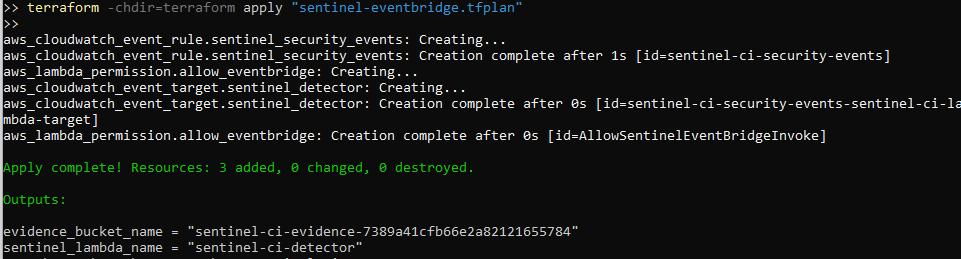 >> terraform -chdir=terraform apply "sentinel-eventbridge.tfplan"
>>
aws_cloudwatch_event_rule.sentinel_security_events: Creating...
aws_cloudwatch_event_rule.sentinel_security_events: Creation complete after 1s [id=sentinel-ci-security-events]
aws_lambda_permission.allow_eventbridge: Creating...
aws_cloudwatch_event_target.sentinel_detector: Creating...
aws_cloudwatch_event_target.sentinel_detector: Creation complete after 0s [id=sentinel-ci-security-events-sentinel-ci-la
mbda-target]
aws_lambda_permission.allow_eventbridge: Creation complete after 0s [id=AllowSentinelEventBridgeInvoke]
Apply complete! Resources: 3 added, 0 changed, 0 destroyed.
Outputs:
evidence_bucket_name = "sentinel-ci-evidence-7389a41cfb66e2a82121655784"
sentinel_lambda_name = "sentinel-ci-detector"